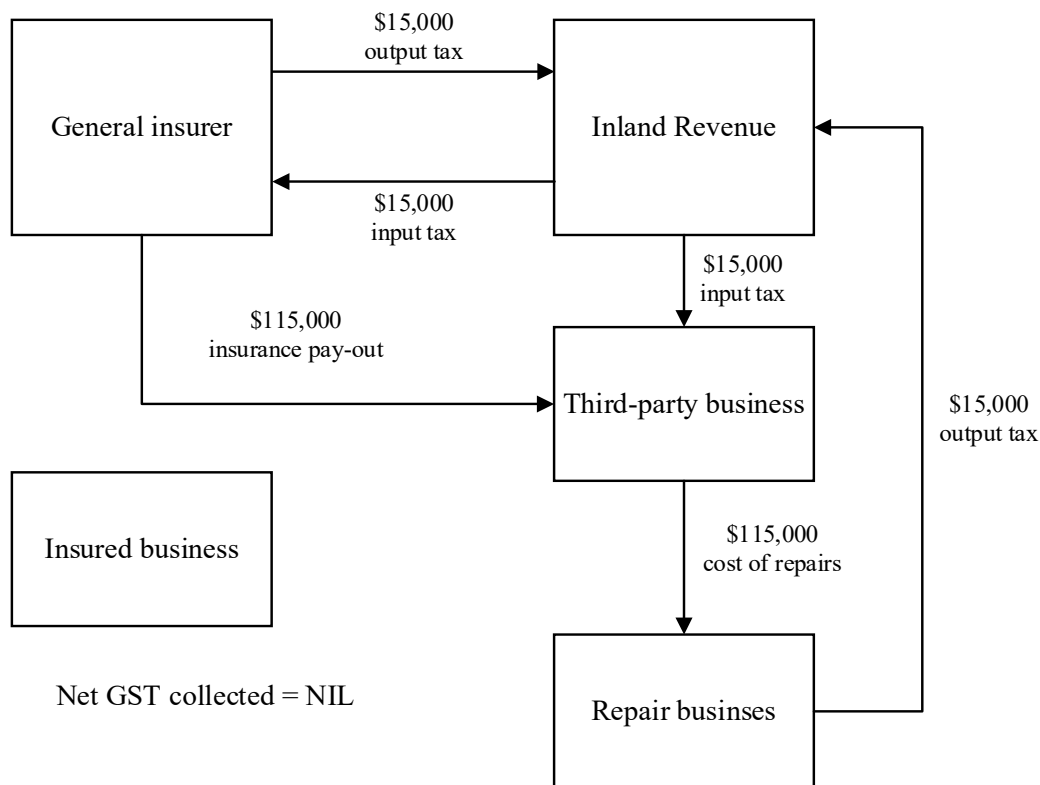 $15,000
output tax
General insurer
Inland Revenue
$15,000
input tax
$15,000
input tax
$115,000
insurance pay-out
Third-party business
$15,000
output tax
Insured business
$115,000
cost of repairs
Net GST collected = NIL
Repair businses